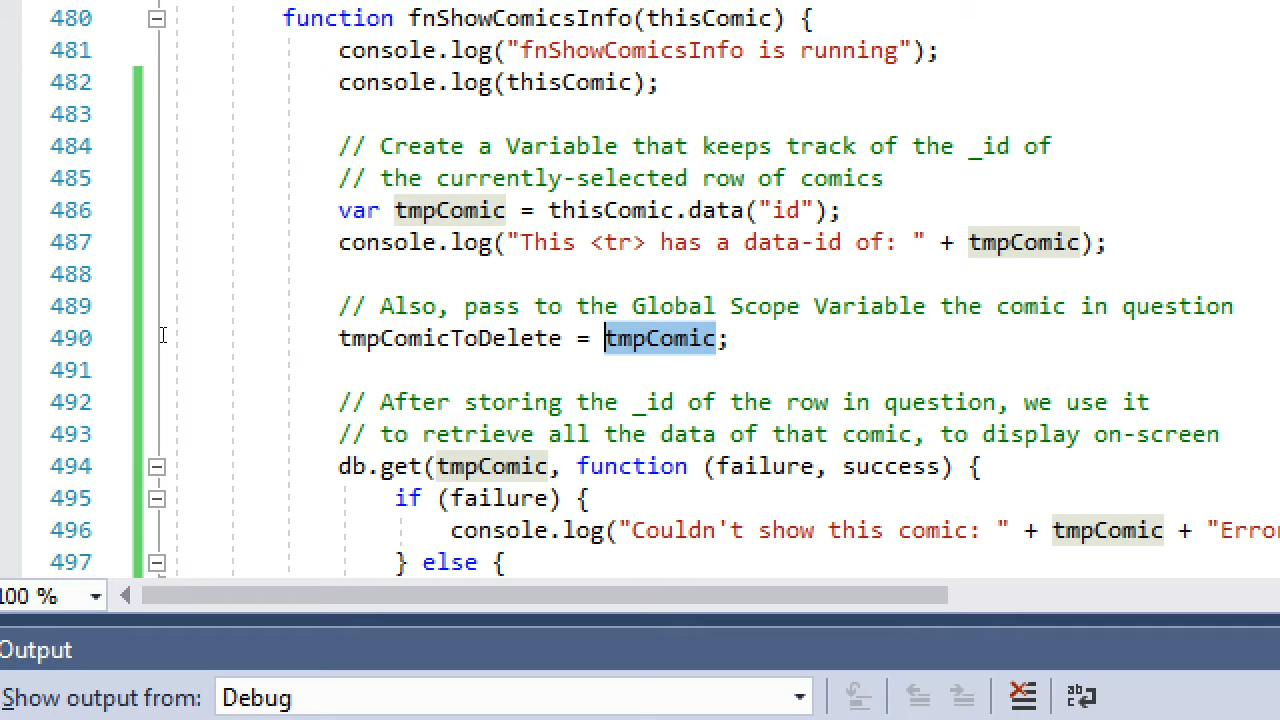 480 function fnShowComicsInfo(thisComic) {
481 console.log("fnShowComicsInfo is running");
482 console.log(thisComic);
483
484 // Create a Variable that keeps track of the _id of
485 // the currently-selected row of comics
486 var tmpComic = thisComic.data("id");
487 console.log("This <tr> has a data-id of: " + tmpComic);
488
489 // Also, pass to the Global Scope Variable the comic in question
490 tmpComicToDelete = tmpComic;
491
492 // After storing the _id of the row in question, we use it
493 // to retrieve all the data of that comic, to display on-screen
494 db.get(tmpComic, function (failure, success) {
495 if (failure) {
496 console.log("Couldn't show this comic: " + tmpComic + "Erro
497 } else {
100 %
Output
Show output from: Debug